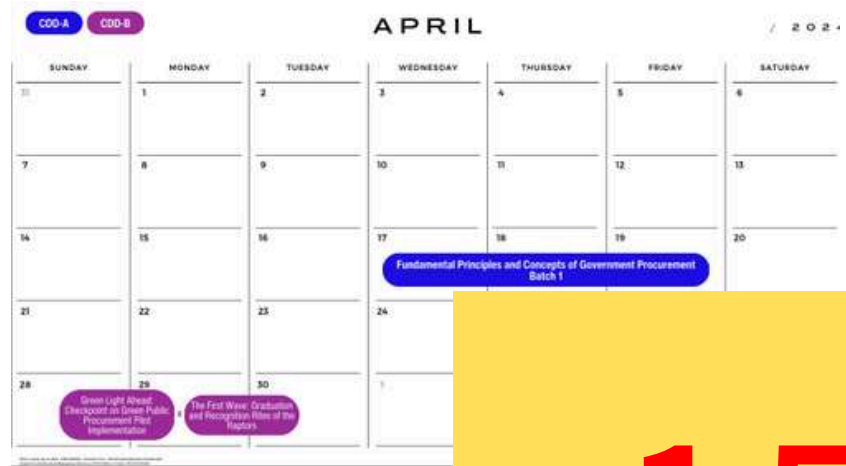 CDD-A CDD-B
APRIL
/ 202
SUNDAY MONDAY TUESDAY WEDNESDAY THURSDAY FRIDAY SATURDAY
31 1 2 3 4 5 6
7 8 9 10 11 12 13
14 15 16 17 18 19 20
Fundamental Principles and Concepts of Government Procurement
Batch 1
21 22 23 24
28 29 30 1
Green Light Ahead:
Checkpoint on Green Public
Procurement Pilot
Implementation
&
The First Wave: Graduation
and Recognition Rites of the
Raptors